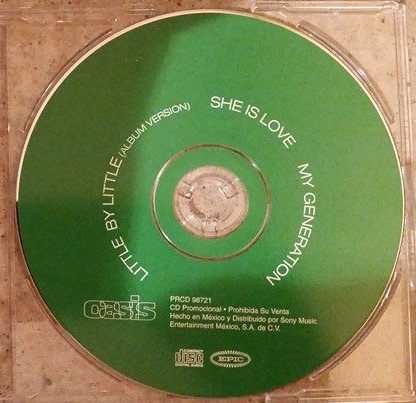 LITTLE BY LITTLE (ALBUM VERSION)
SHE IS LOVE
MY GENERATION
oasis
PRCD 98721
CD Promocional • Prohibida Su Venta
Hecho en México y Distribuido por Sony Music
Entertainment México, S.A. de C.V.
COMPACT
disc
DIGITAL AUDIO
EPIC